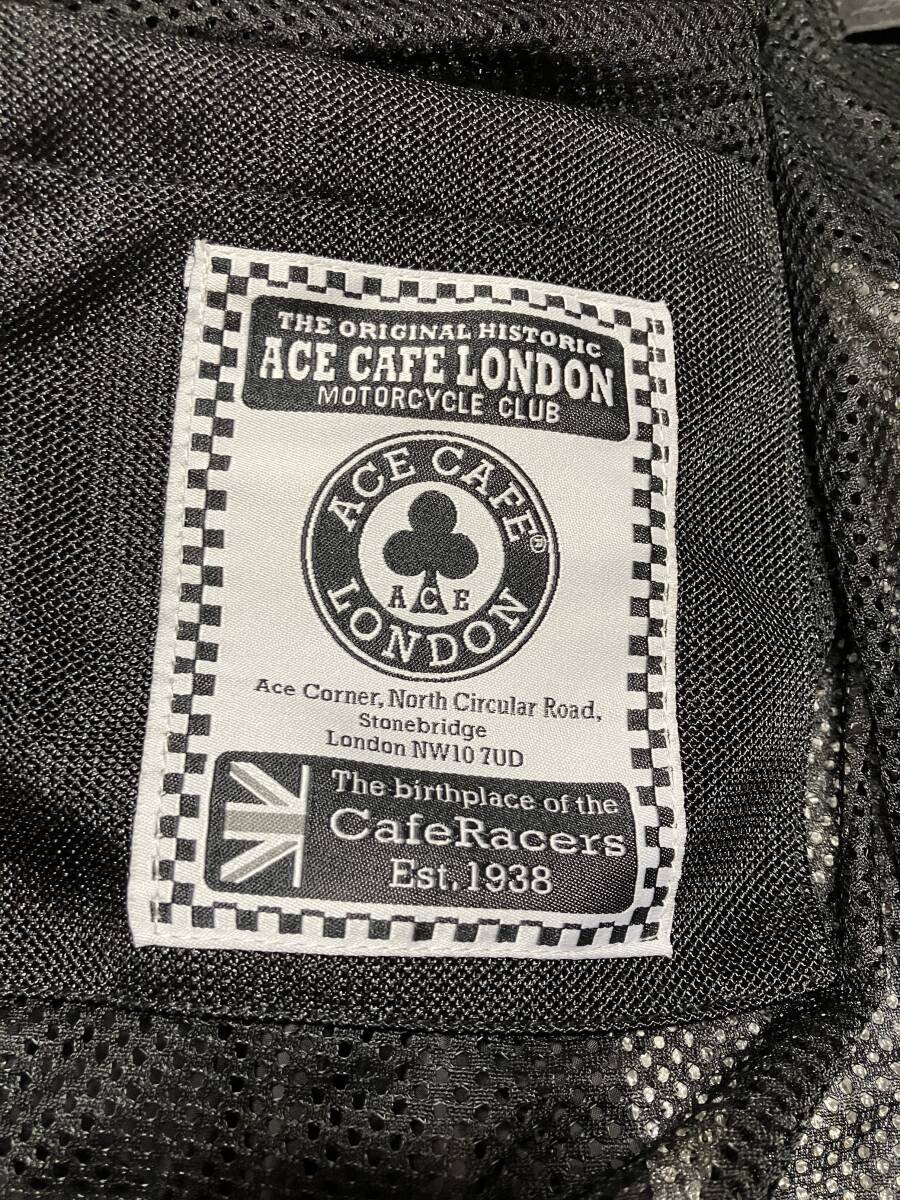 THE ORIGINAL HISTORIC
ACE CAFE LONDON
MOTORCYCLE CLUB
ACE CAFE®
ACE
LONDON
Ace Corner, North Circular Road,
Stonebridge
London NW10 7UD
The birthplace of the
CafeRacers
Est. 1938